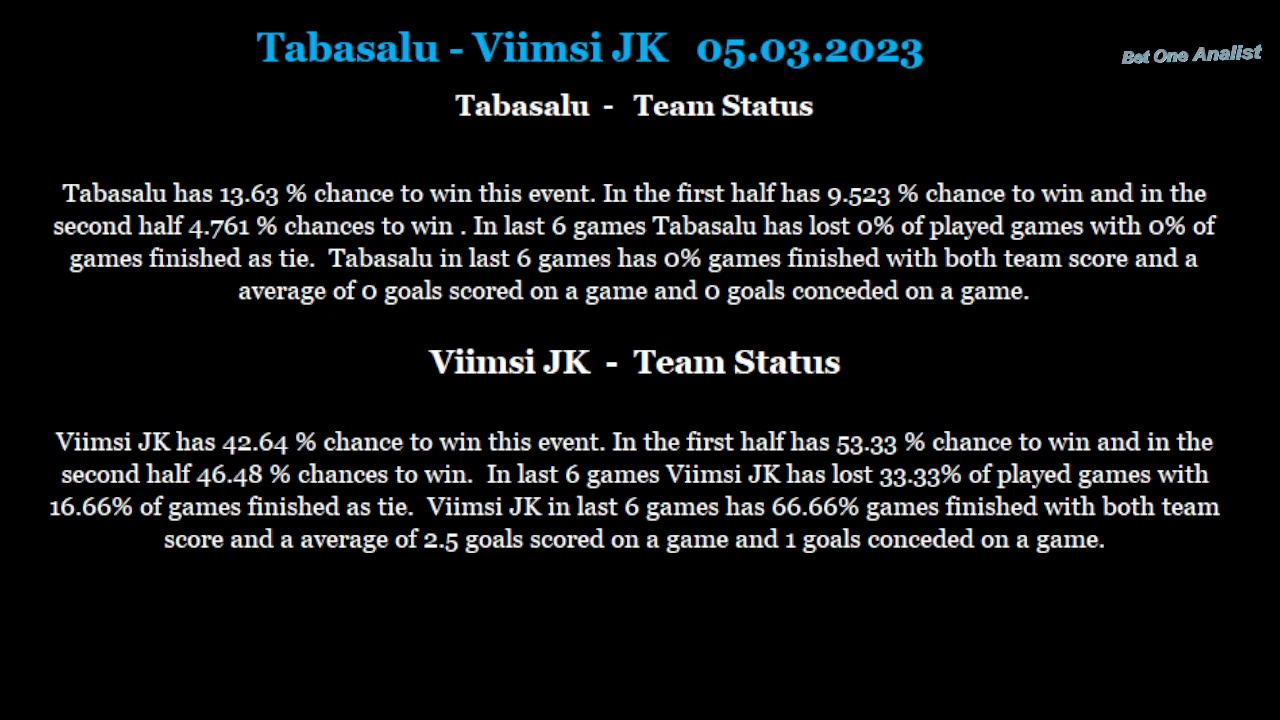 Tabasalu - Viimsi JK 05.03.2023
Bet One Analist
Tabasalu - Team Status
Tabasalu has 13.63 % chance to win this event. In the first half has 9.523 % chance to win and in the
second half 4.761 % chances to win . In last 6 games Tabasalu has lost 0% of played games with 0% of
games finished as tie. Tabasalu in last 6 games has 0% games finished with both team score and a
average of 0 goals scored on a game and 0 goals conceded on a game.
Viimsi JK - Team Status
Viimsi JK has 42.64 % chance to win this event. In the first half has 53.33 % chance to win and in the
second half 46.48 % chances to win. In last 6 games Viimsi JK has lost 33.33% of played games with
16.66% of games finished as tie. Viimsi JK in last 6 games has 66.66% games finished with both team
score and a average of 2.5 goals scored on a game and 1 goals conceded on a game.